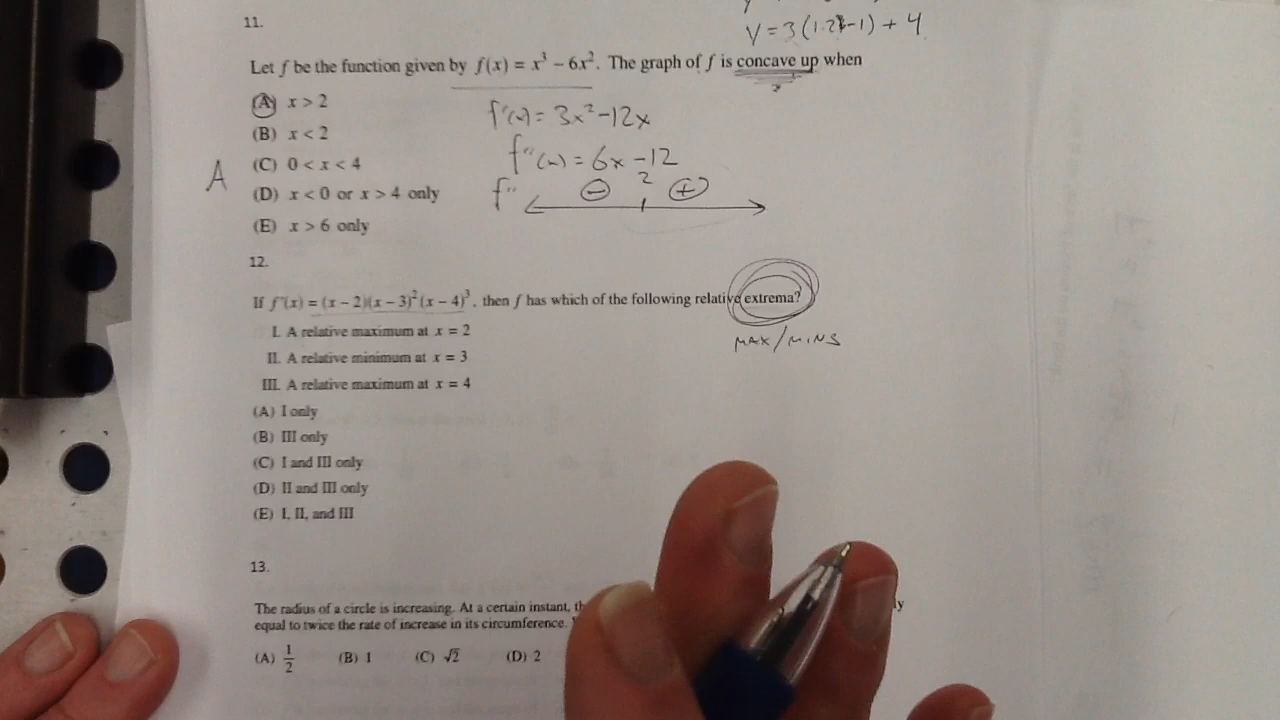 11.
y = 3(1.2-1) + 4
Let f be the function given by f(x) = x³ − 6x². The graph of f is concave up when
(A) x > 2
f'(x) = 3x²-12x
(B) x < 2
f''(x) = 6x - 12
(C) 0 < x < 4
A
2
(D) x < 0 or x > 4 only
f'' − +
(E) x > 6 only
12.
If f'(x) = (x − 2)(x − 3)²(x − 4)³, then f has which of the following relative extrema?
MAX/MINS
I. A relative maximum at x = 2
II. A relative minimum at x = 3
III. A relative maximum at x = 4
(A) I only
(B) III only
(C) I and III only
(D) II and III only
(E) I, II, and III
13.
The radius of a circle is increasing. At a certain instant,
equal to twice the rate of increase in its circumference.
(A) 1/2 (B) 1 (C) √2 (D) 2